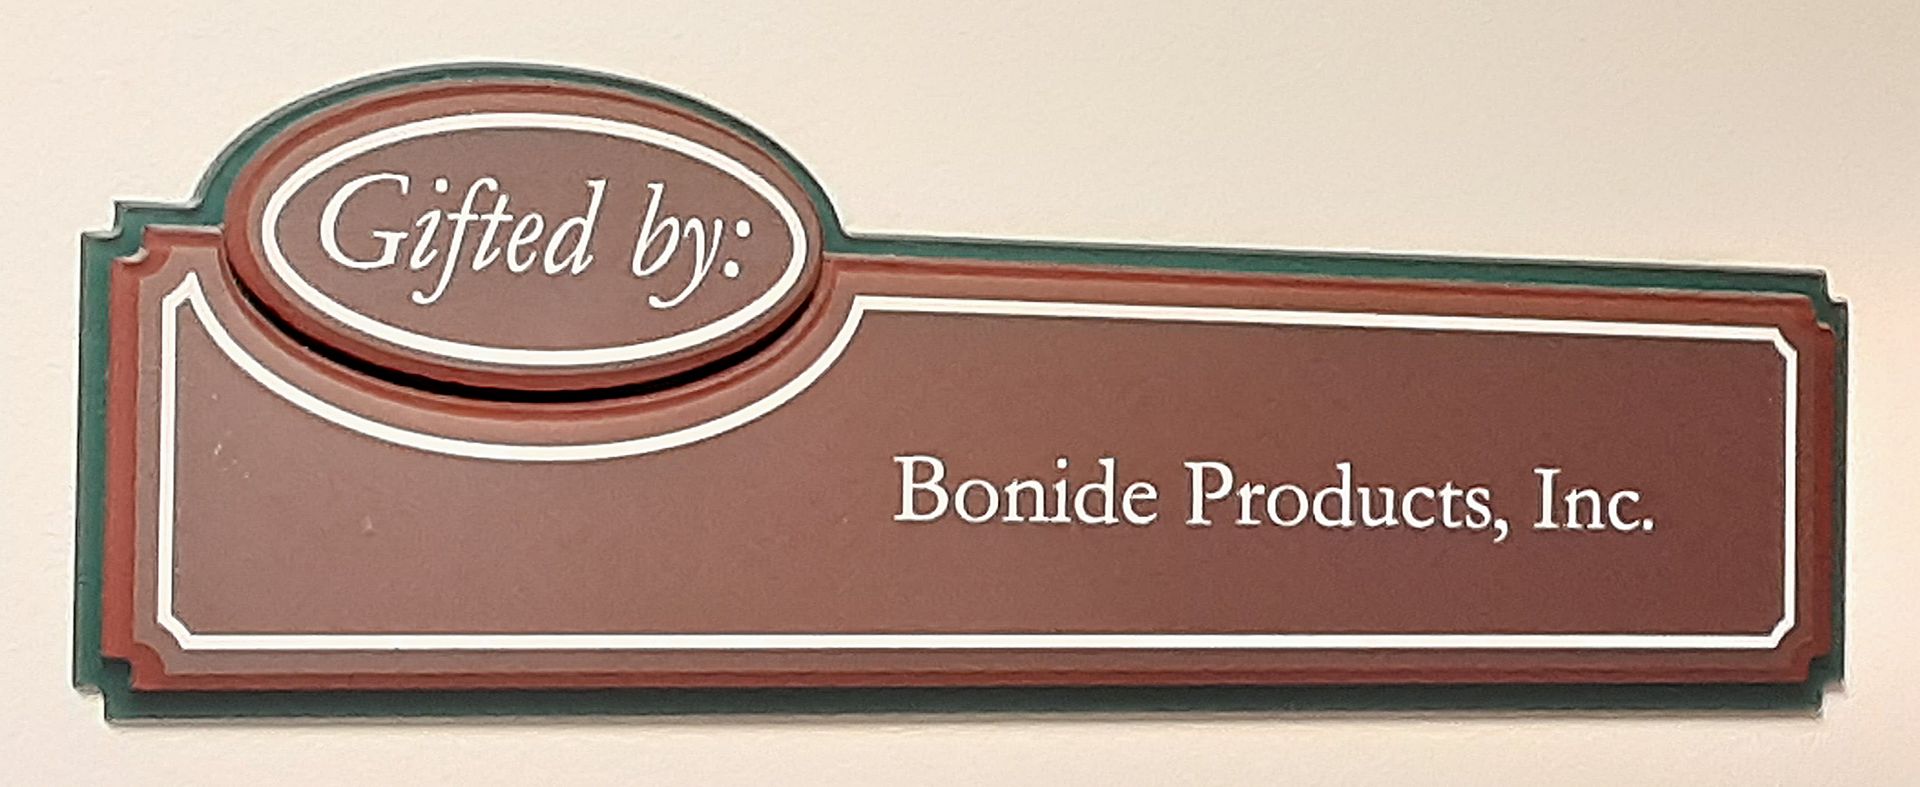 Gifted by:
Bonide Products, Inc.